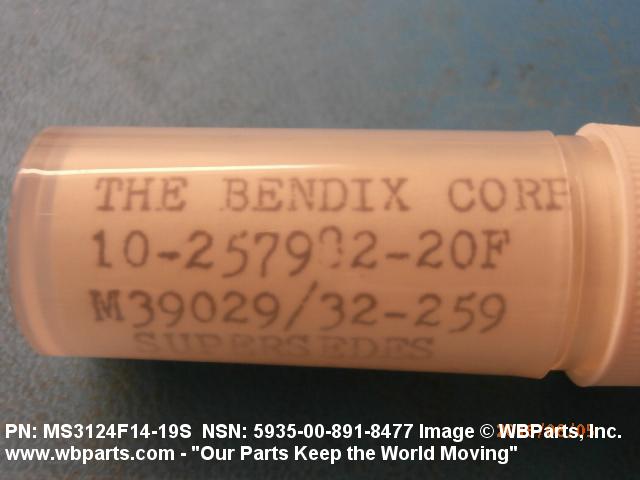 THE BENDIX CORP
M39029/32-259
SUPERSEDES
PN: MS3124F14-19S NSN: 5935-00-891-8477 Image © WBParts, Inc.
www.wbparts.com - "Our Parts Keep the World Moving"